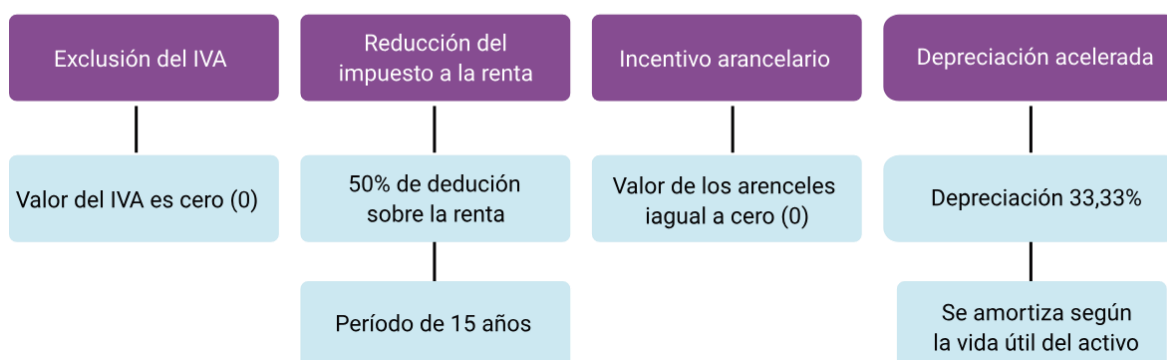 Exclusión del IVA
Reducción del
impuesto a la renta
Incentivo arancelario
Depreciación acelerada
Valor del IVA es cero (0)
50% de dedución
sobre la renta
Valor de los arenceles
iagual a cero (0)
Depreciación 33,33%
Período de 15 años
Se amortiza según
la vida útil del activo